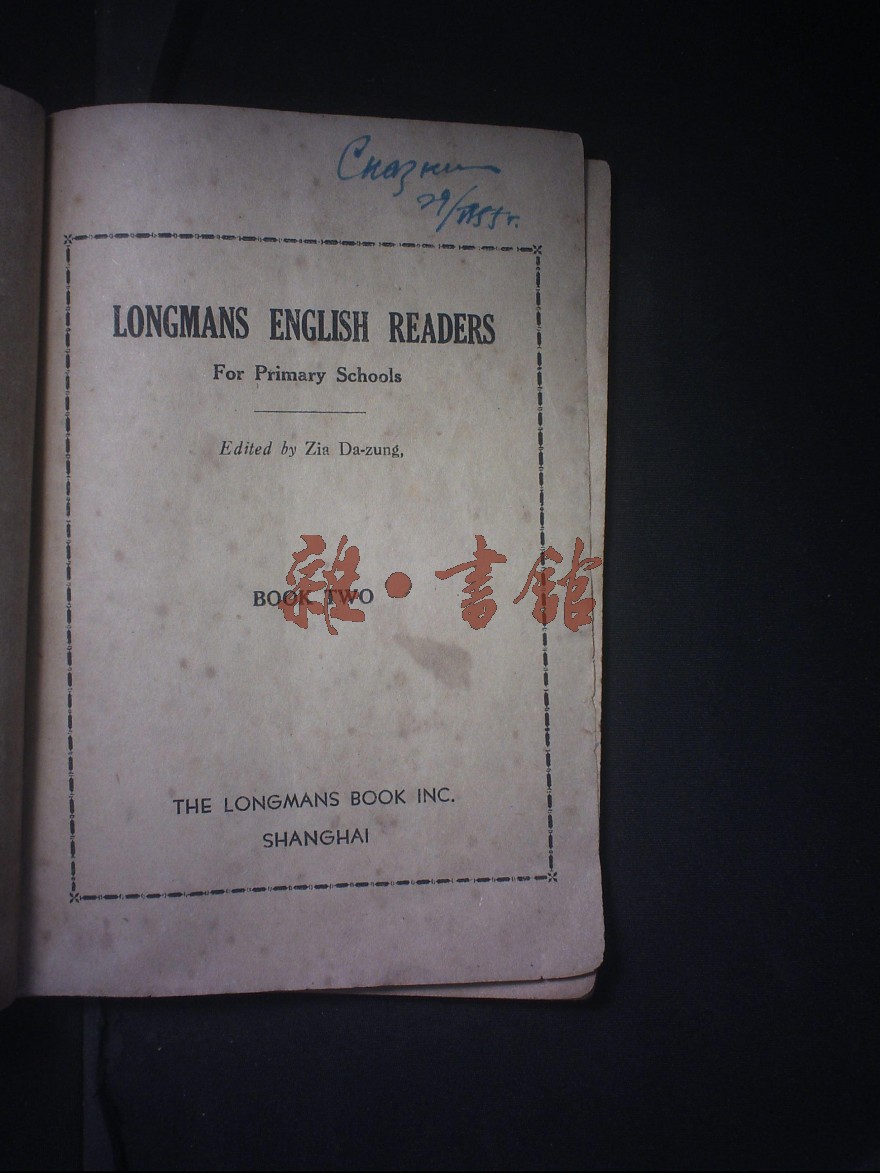 29/
LONGMANS ENGLISH READERS
For Primary Schools
Edited by Zia Da-zung,
BOOK TWO
雜·書館
THE LONGMANS BOOK INC.
SHANGHAI